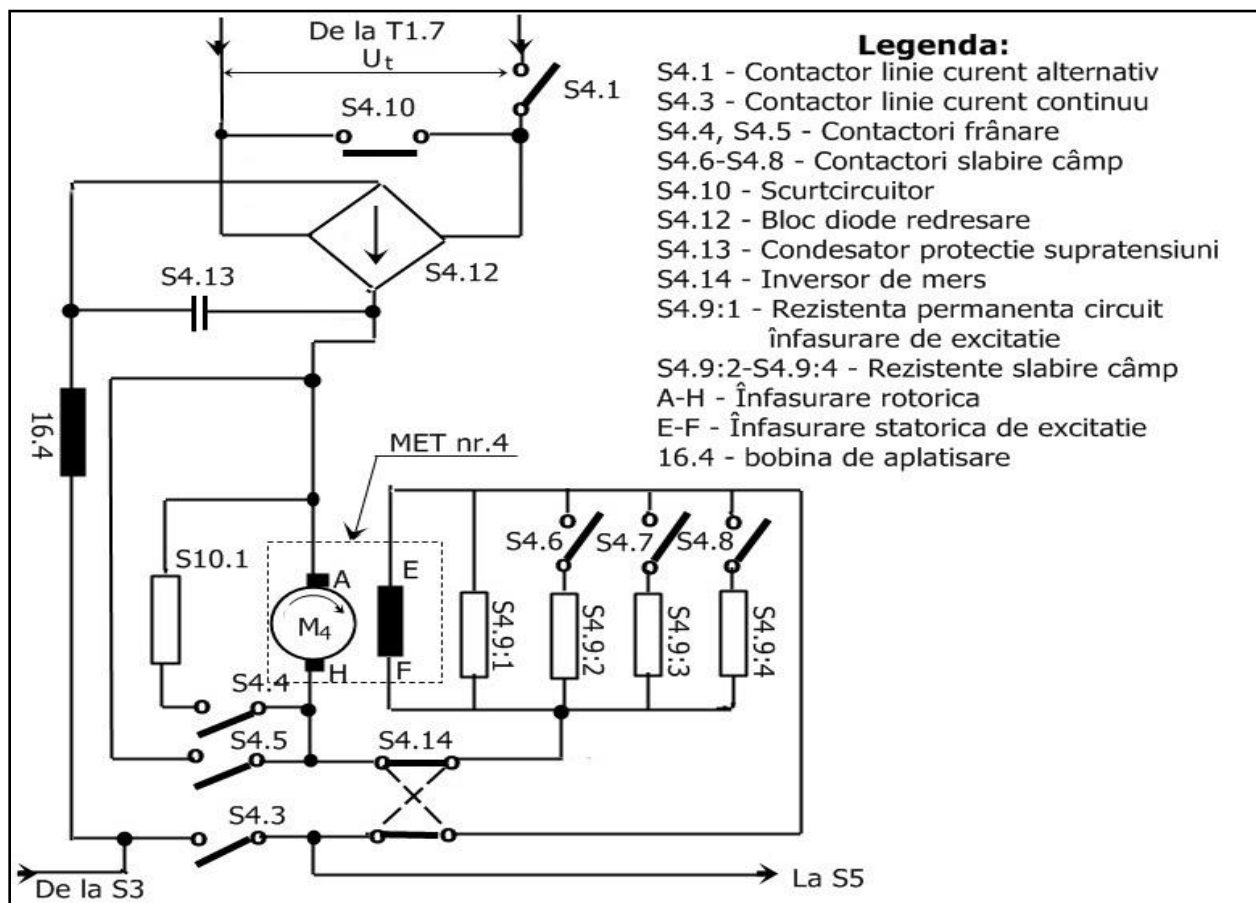 De la T1.7
Ut
S4.1
S4.10
S4.12
S4.13
16.4
MET nr.4
S10.1
A
M4
H
E
F
S4.6
S4.7
S4.8
S4.9:1
S4.9:2
S4.9:3
S4.9:4
S4.4
S4.5
S4.14
S4.3
De la S3
La S5
Legenda:
S4.1 - Contactor linie curent alternativ
S4.3 - Contactor linie curent continuu
S4.4, S4.5 - Contactori frânare
S4.6-S4.8 - Contactori slabire câmp
S4.10 - Scurtcircuitor
S4.12 - Bloc diode redresare
S4.13 - Condesator protectie supratensiuni
S4.14 - Inversor de mers
S4.9:1 - Rezistenta permanenta circuit
înfasurare de excitatie
S4.9:2-S4.9:4 - Rezistente slabire câmp
A-H - Înfasurare rotorica
E-F - Înfasurare statorica de excitatie
16.4 - bobina de aplatisare